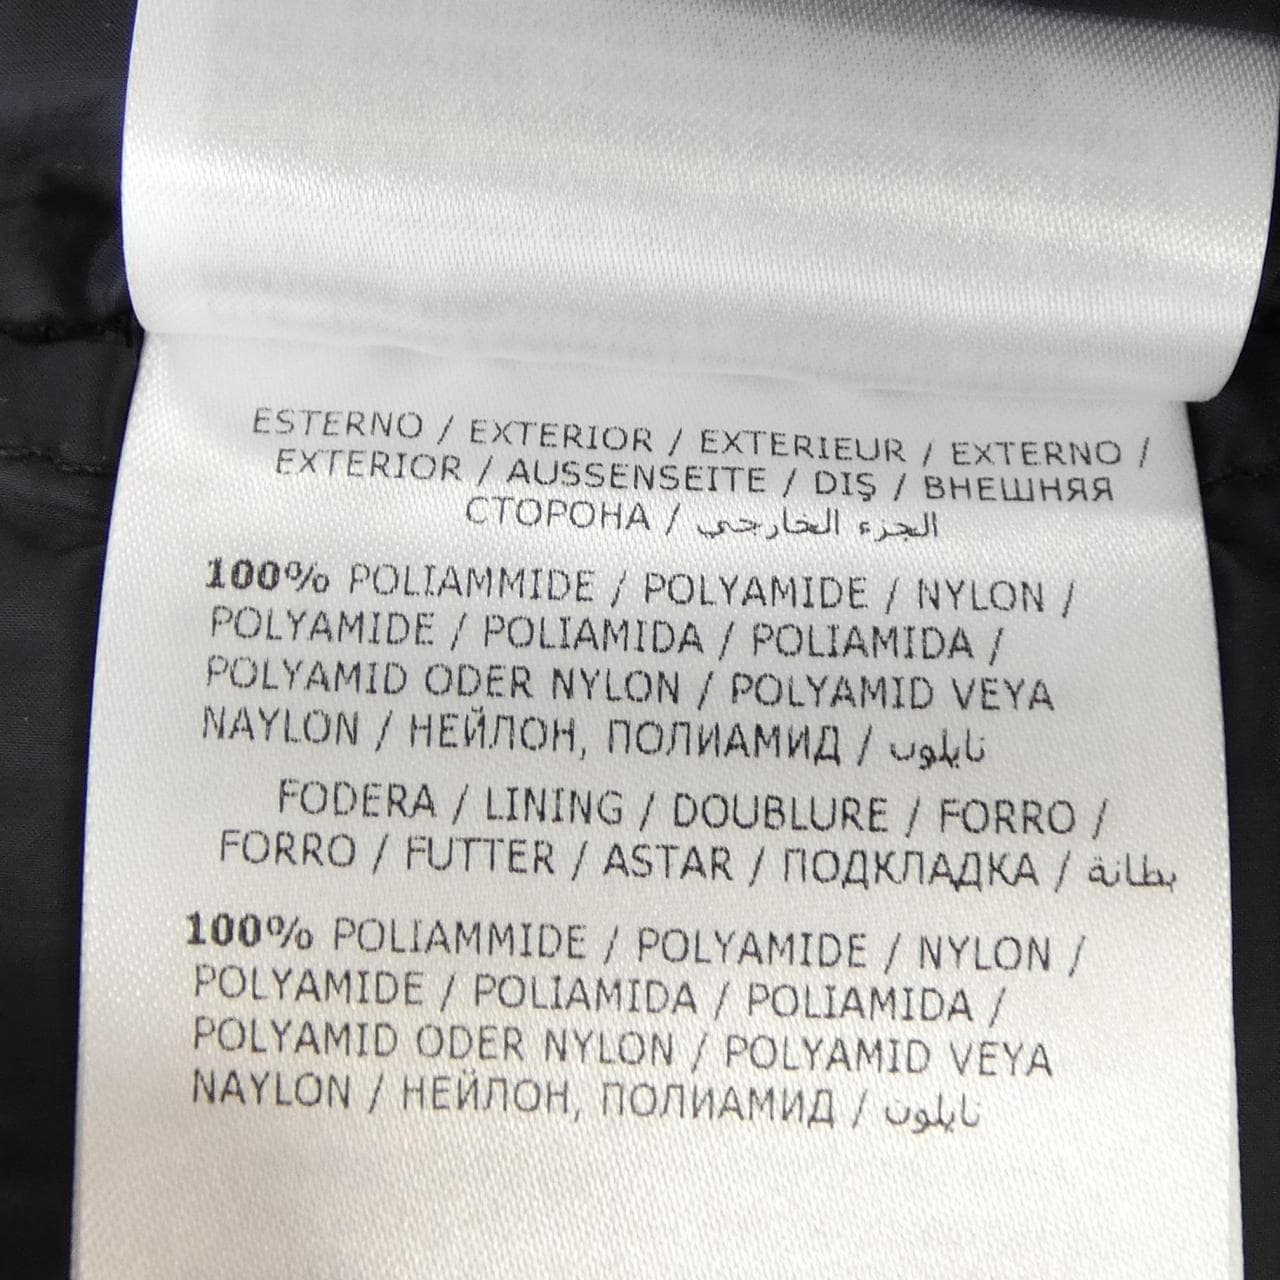 ESTERNO / EXTERIOR / EXTERIEUR / EXTERNO /
EXTERIOR / AUSSENSEITE / DIŞ / ВНЕШНЯЯ
СТОРОНА / الجزء الخارجي
100% POLIAMMIDE / POLYAMIDE / NYLON /
POLYAMIDE / POLIAMIDA / POLIAMIDA /
POLYAMID ODER NYLON / POLYAMID VEYA
NAYLON / НЕЙЛОН, ПОЛИАМИД / نايلون
FODERA / LINING / DOUBLURE / FORRO /
FORRO / FUTTER / ASTAR / ПОДКЛАДКА / بطانة
100% POLIAMMIDE / POLYAMIDE / NYLON /
POLYAMIDE / POLIAMIDA / POLIAMIDA /
POLYAMID ODER NYLON / POLYAMID VEYA
NAYLON / НЕЙЛОН, ПОЛИАМИД / نايلون